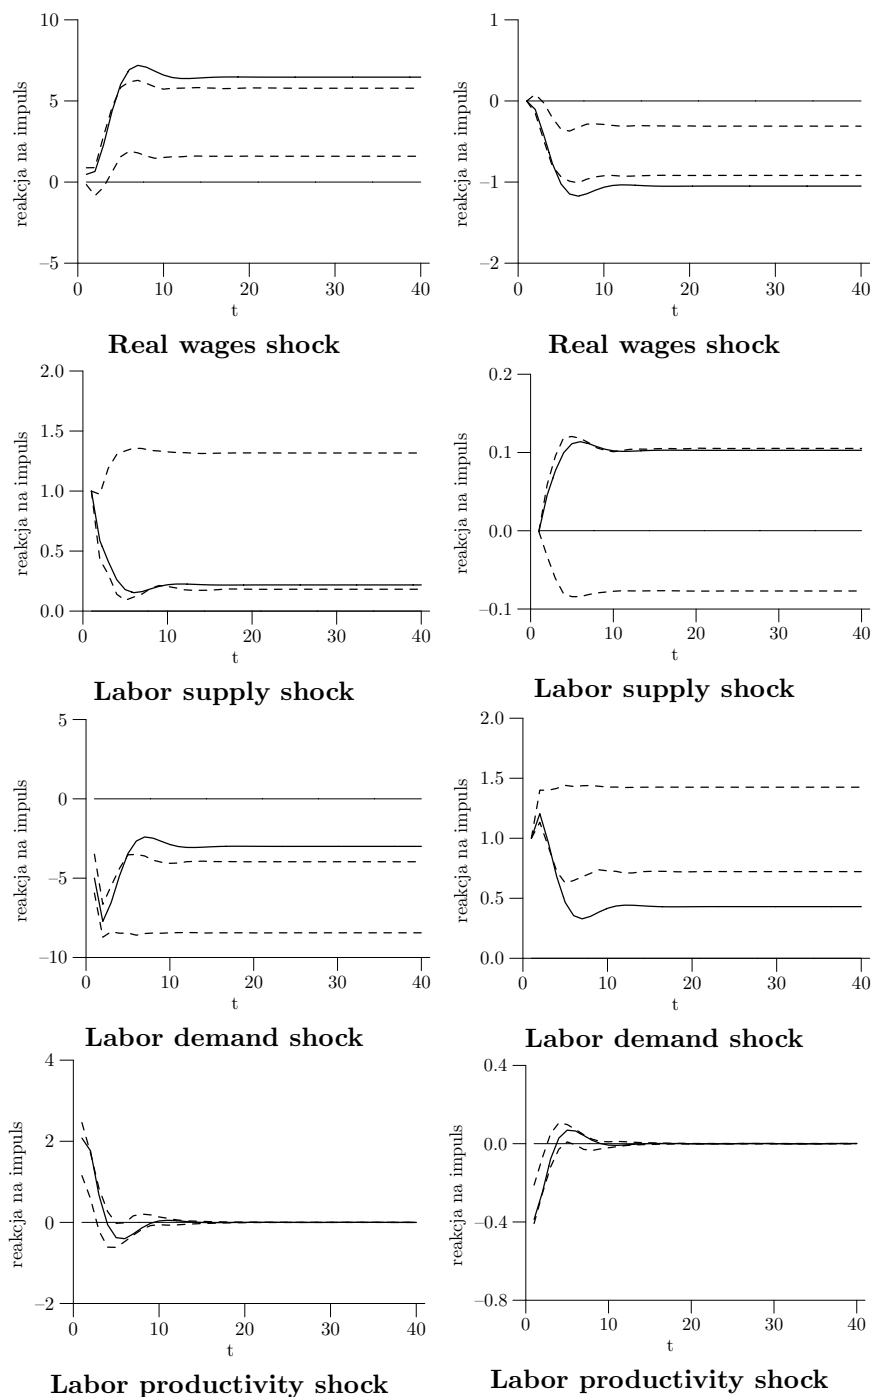 10
5
0
−5
reakcja na impuls
0 10 20 30 40
t
Real wages shock
1
0
−1
−2
reakcja na impuls
0 10 20 30 40
t
Real wages shock
2.0
1.5
1.0
0.5
0.0
reakcja na impuls
0 10 20 30 40
t
Labor supply shock
0.2
0.1
0.0
−0.1
reakcja na impuls
0 10 20 30 40
t
Labor supply shock
5
0
−5
−10
reakcja na impuls
0 10 20 30 40
t
Labor demand shock
2.0
1.5
1.0
0.5
0.0
reakcja na impuls
0 10 20 30 40
t
Labor demand shock
4
2
0
−2
reakcja na impuls
0 10 20 30 40
t
Labor productivity shock
0.4
0.0
−0.4
−0.8
reakcja na impuls
0 10 20 30 40
t
Labor productivity shock